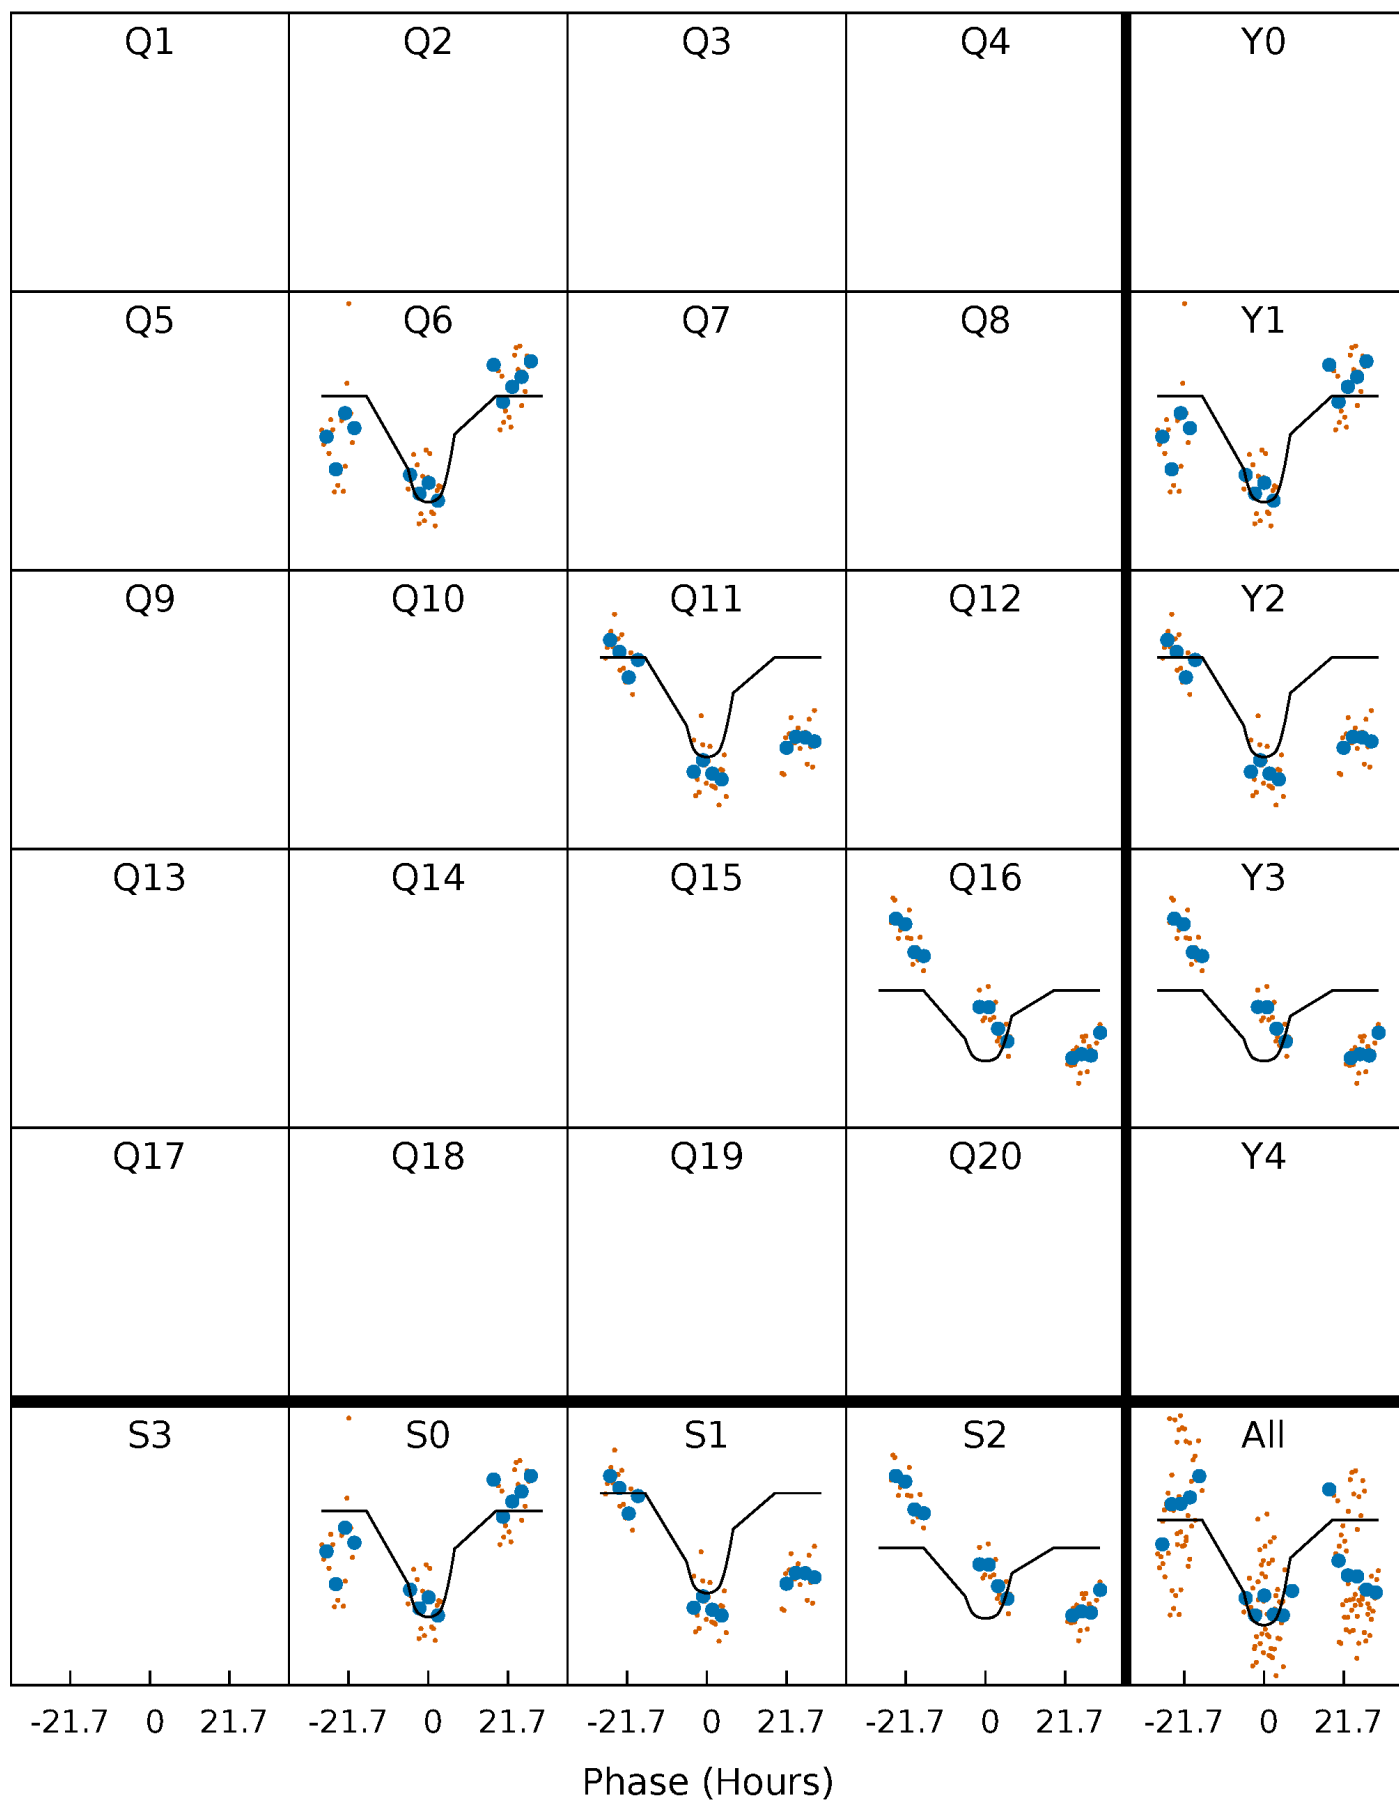 Q1 Q2 Q3 Q4 Y0
Q5 Q6 Q7 Q8 Y1
Q9 Q10 Q11 Q12 Y2
Q13 Q14 Q15 Q16 Y3
Q17 Q18 Q19 Q20 Y4
S3 S0 S1 S2 All
-21.7 0 21.7 -21.7 0 21.7 -21.7 0 21.7 -21.7 0 21.7 -21.7 0 21.7
Phase (Hours)